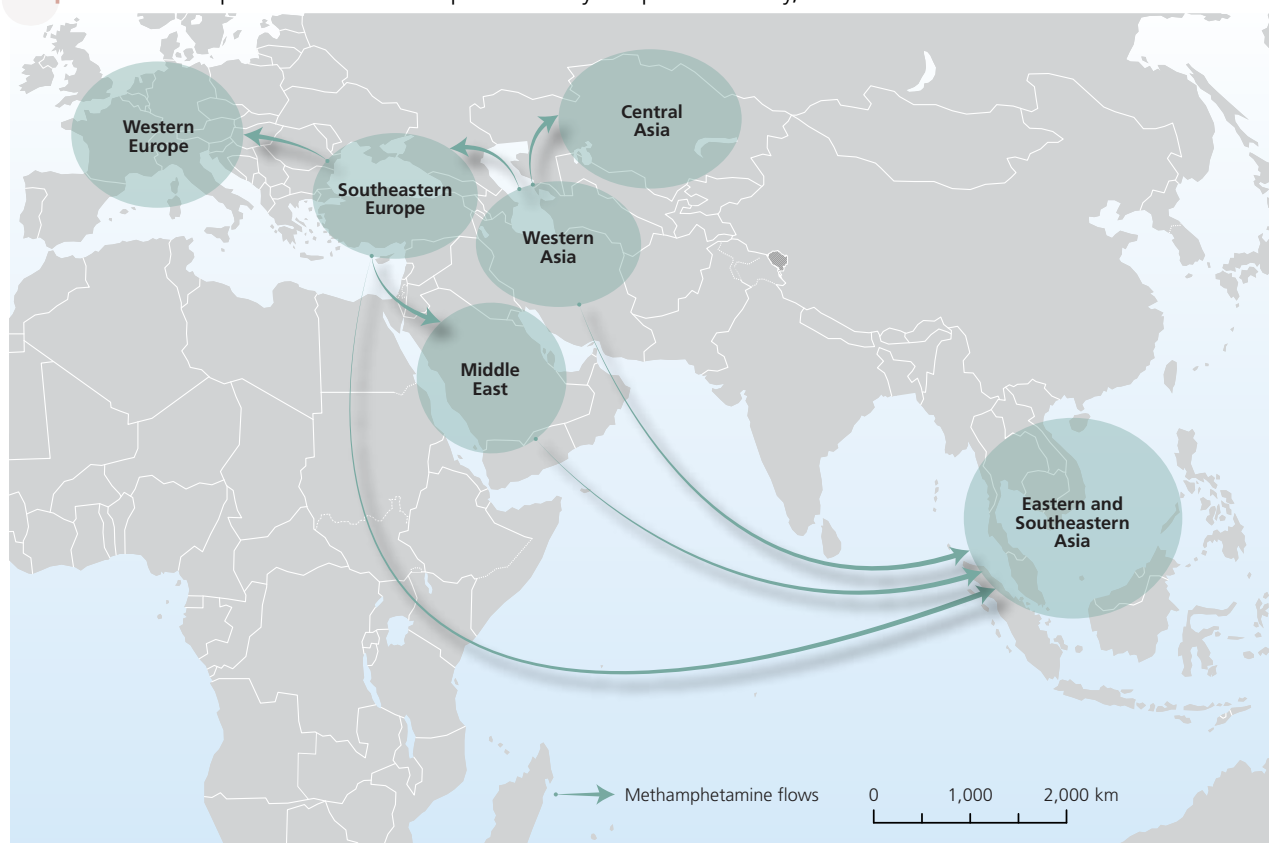 Western
Europe
Central
Asia
Southeastern
Europe
Western
Asia
Middle
East
Eastern and
Southeastern
Asia
Methamphetamine flows
0 1,000 2,000 km